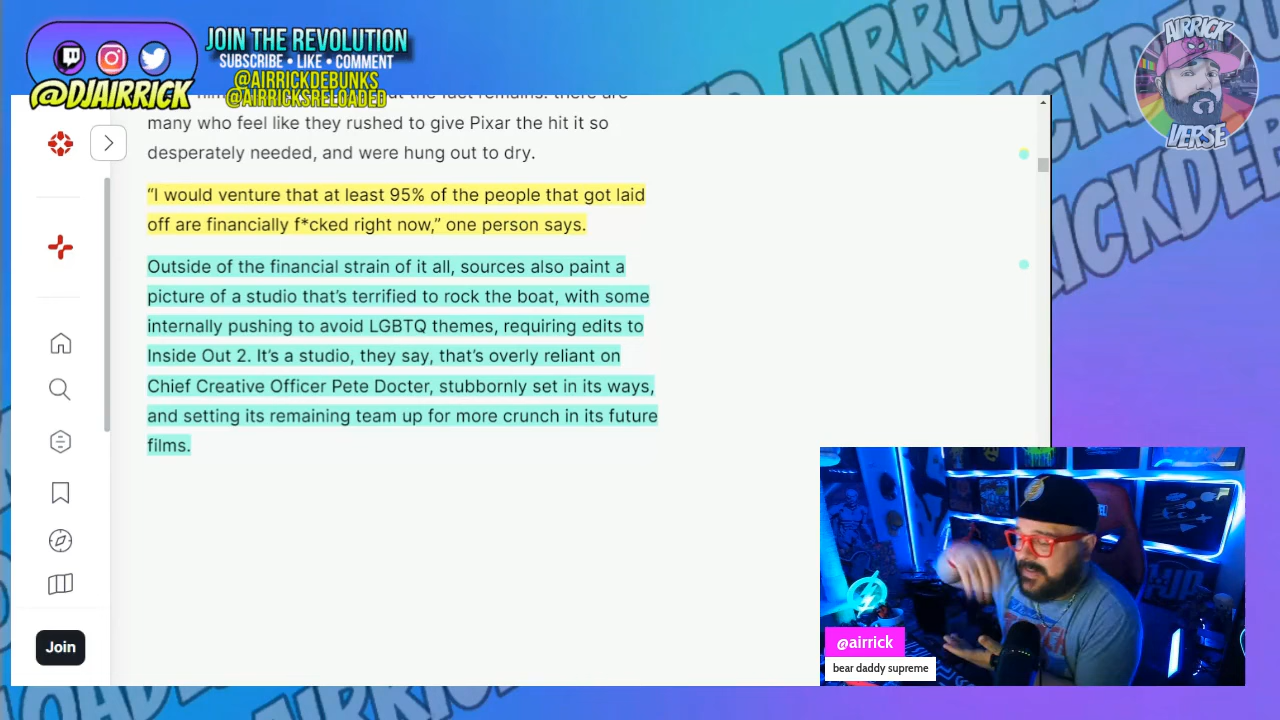 JOIN THE REVOLUTION
SUBSCRIBE • LIKE • COMMENT
@AIRRICKDEBUNKS
@AIRRICKSRELOADED
@DJAIRRICK
AIRRICK
VERSE
AIRRICK
many who feel like they rushed to give Pixar the hit it so
desperately needed, and were hung out to dry.
“I would venture that at least 95% of the people that got laid
off are financially f*cked right now,” one person says.
Outside of the financial strain of it all, sources also paint a
picture of a studio that’s terrified to rock the boat, with some
internally pushing to avoid LGBTQ themes, requiring edits to
Inside Out 2. It’s a studio, they say, that’s overly reliant on
Chief Creative Officer Pete Docter, stubbornly set in its ways,
and setting its remaining team up for more crunch in its future
films.
Join
@airrick
bear daddy supreme